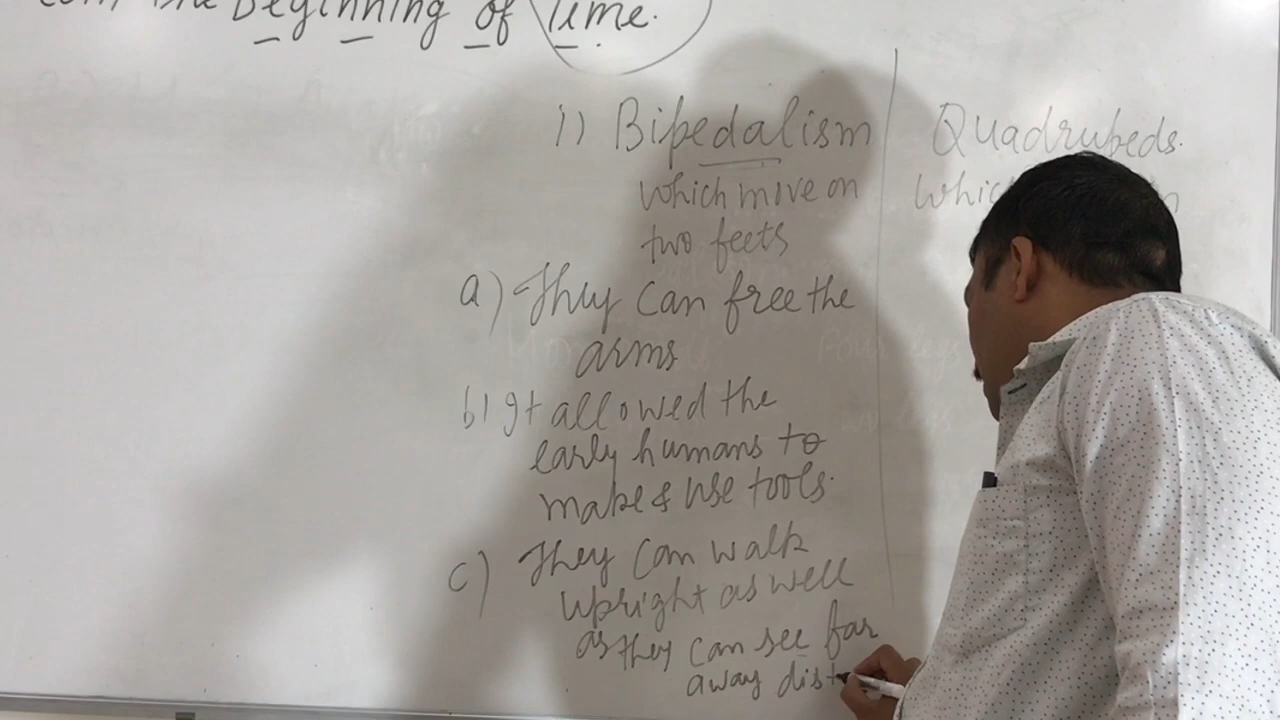 the Beginning of Time.
1) Bipedalism
which move on
two feets
a) They can free the
arms
b) It allowed the
early humans to
make & use tools.
c) They can walk
upright as well
as they can see far
away dist
Quadrupeds.